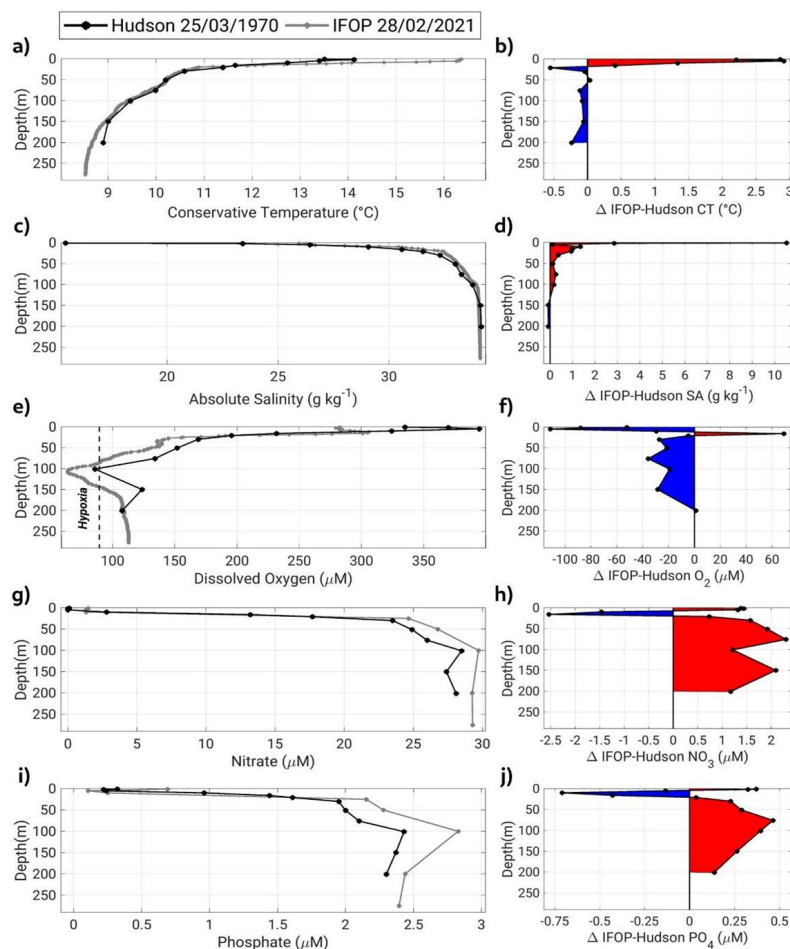 Hudson 25/03/1970 IFOP 28/02/2021
a)
0
50
100
150
200
250
Depth(m)
9 10 11 12 13 14 15 16
Conservative Temperature (°C)
b)
0
50
100
150
200
250
Depth(m)
-0.5 0 0.5 1 1.5 2 2.5 3
Δ IFOP-Hudson CT (°C)
c)
0
50
100
150
200
250
Depth(m)
20 25 30
Absolute Salinity (g kg-1)
d)
0
50
100
150
200
250
Depth(m)
0 1 2 3 4 5 6 7 8 9 10
Δ IFOP-Hudson SA (g kg-1)
e)
0
50
100
150
200
250
Depth(m)
Hypoxia
100 150 200 250 300 350
Dissolved Oxygen (μM)
f)
0
50
100
150
200
250
Depth(m)
-110 -80 -60 -40 -20 0 20 40 60
Δ IFOP-Hudson O2 (μM)
g)
0
50
100
150
200
250
Depth(m)
0 5 10 15 20 25 30
Nitrate (μM)
h)
0
50
100
150
200
250
Depth(m)
-2.5 -2 -1.5 -1 -0.5 0 0.5 1 1.5 2
Δ IFOP-Hudson NO3 (μM)
i)
0
50
100
150
200
250
Depth(m)
0 0.5 1 1.5 2 2.5 3
Phosphate (μM)
j)
0
50
100
150
200
250
Depth(m)
-0.75 -0.5 -0.25 0 0.25 0.5
Δ IFOP-Hudson PO4 (μM)